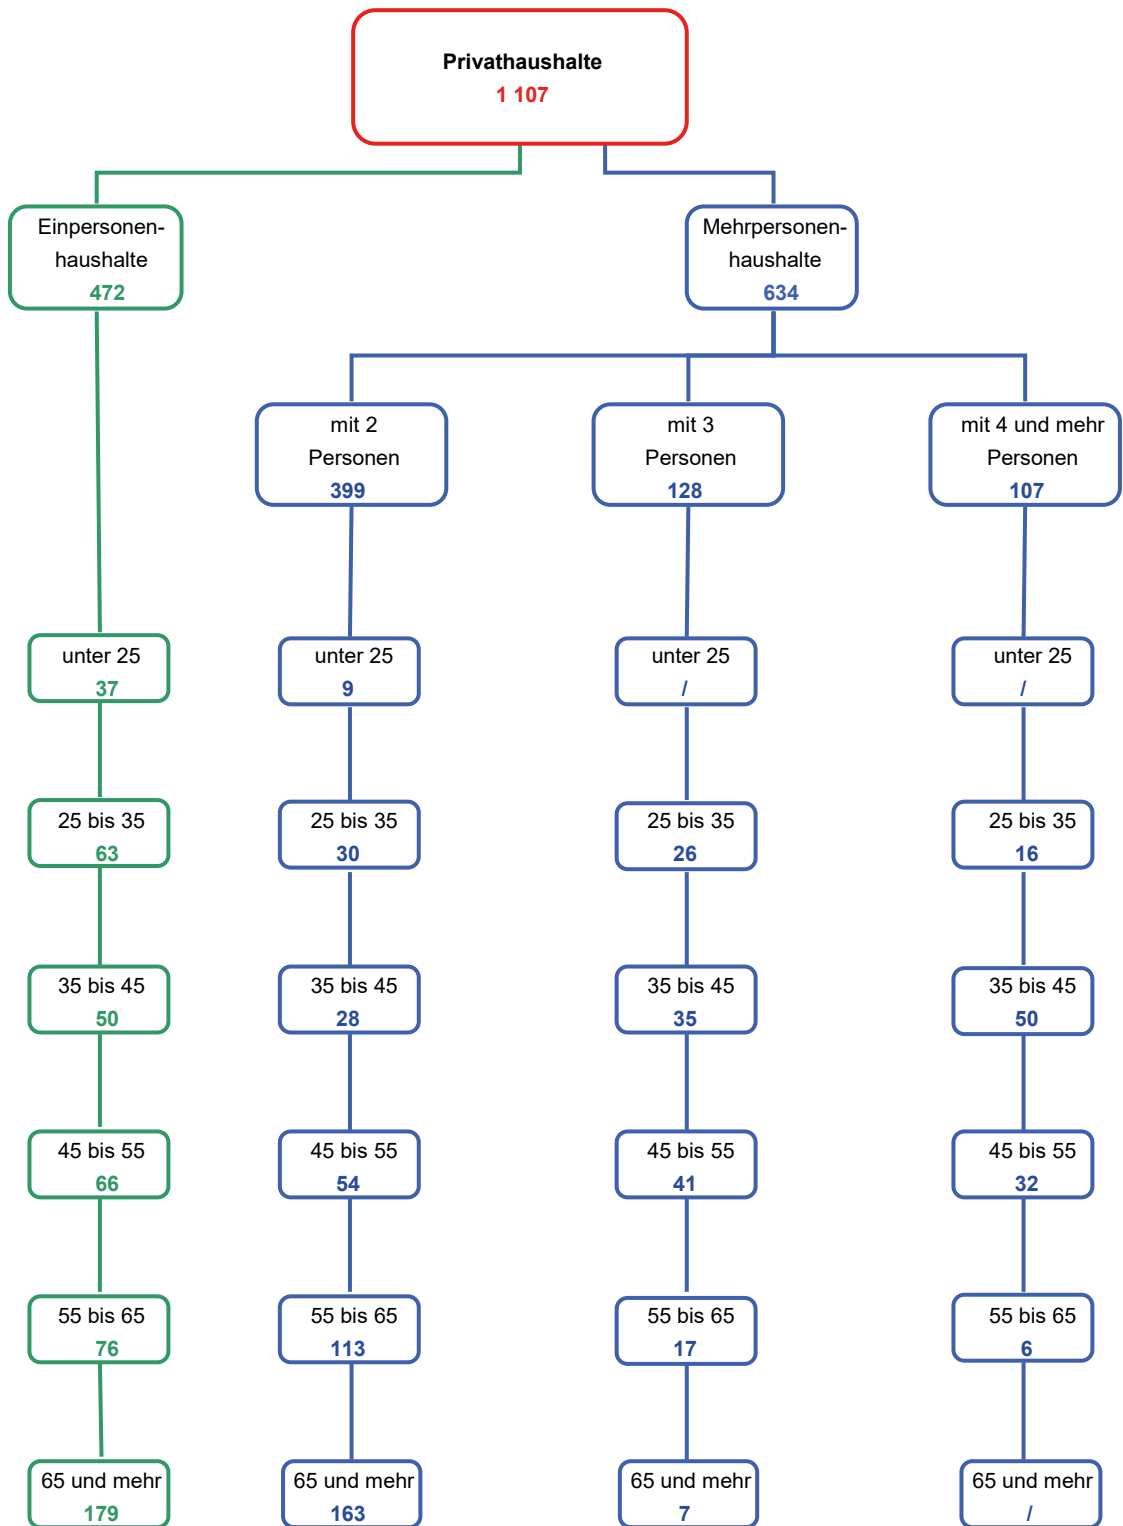 Privathaushalte
1 107
Einpersonen-
haushalte
472
Mehrpersonen-
haushalte
634
mit 2
Personen
399
mit 3
Personen
128
mit 4 und mehr
Personen
107
unter 25
37
unter 25
9
unter 25
/
unter 25
/
25 bis 35
63
25 bis 35
30
25 bis 35
26
25 bis 35
16
35 bis 45
50
35 bis 45
28
35 bis 45
35
35 bis 45
50
45 bis 55
66
45 bis 55
54
45 bis 55
41
45 bis 55
32
55 bis 65
76
55 bis 65
113
55 bis 65
17
55 bis 65
6
65 und mehr
179
65 und mehr
163
65 und mehr
7
65 und mehr
/